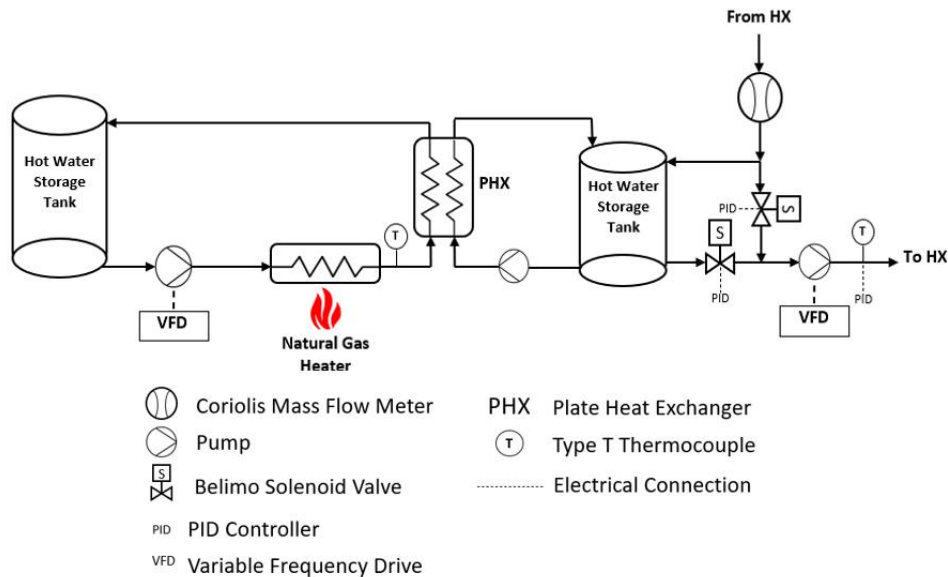 From HX
Hot Water
Storage
Tank
PHX
Hot Water
Storage
Tank
PID
S
S
T
T
To HX
VFD
Natural Gas
Heater
PID
PID
VFD
Coriolis Mass Flow Meter
PHX Plate Heat Exchanger
Pump
T Type T Thermocouple
S
Belimo Solenoid Valve
Electrical Connection
PID PID Controller
VFD Variable Frequency Drive